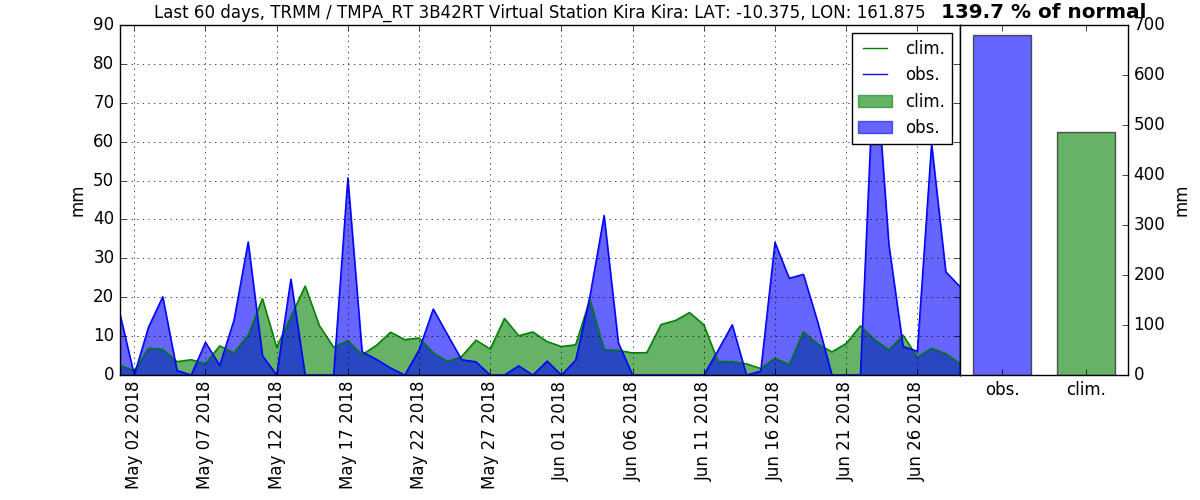 Last 60 days, TRMM / TMPA_RT 3B42RT Virtual Station Kira Kira: LAT: -10.375, LON: 161.875
139.7 % of normal
90
80
70
60
50
40
30
20
10
0
mm
clim.
obs.
clim.
obs.
700
600
500
400
300
200
100
0
mm
obs.
clim.
May 02 2018
May 07 2018
May 12 2018
May 17 2018
May 22 2018
May 27 2018
Jun 01 2018
Jun 06 2018
Jun 11 2018
Jun 16 2018
Jun 21 2018
Jun 26 2018